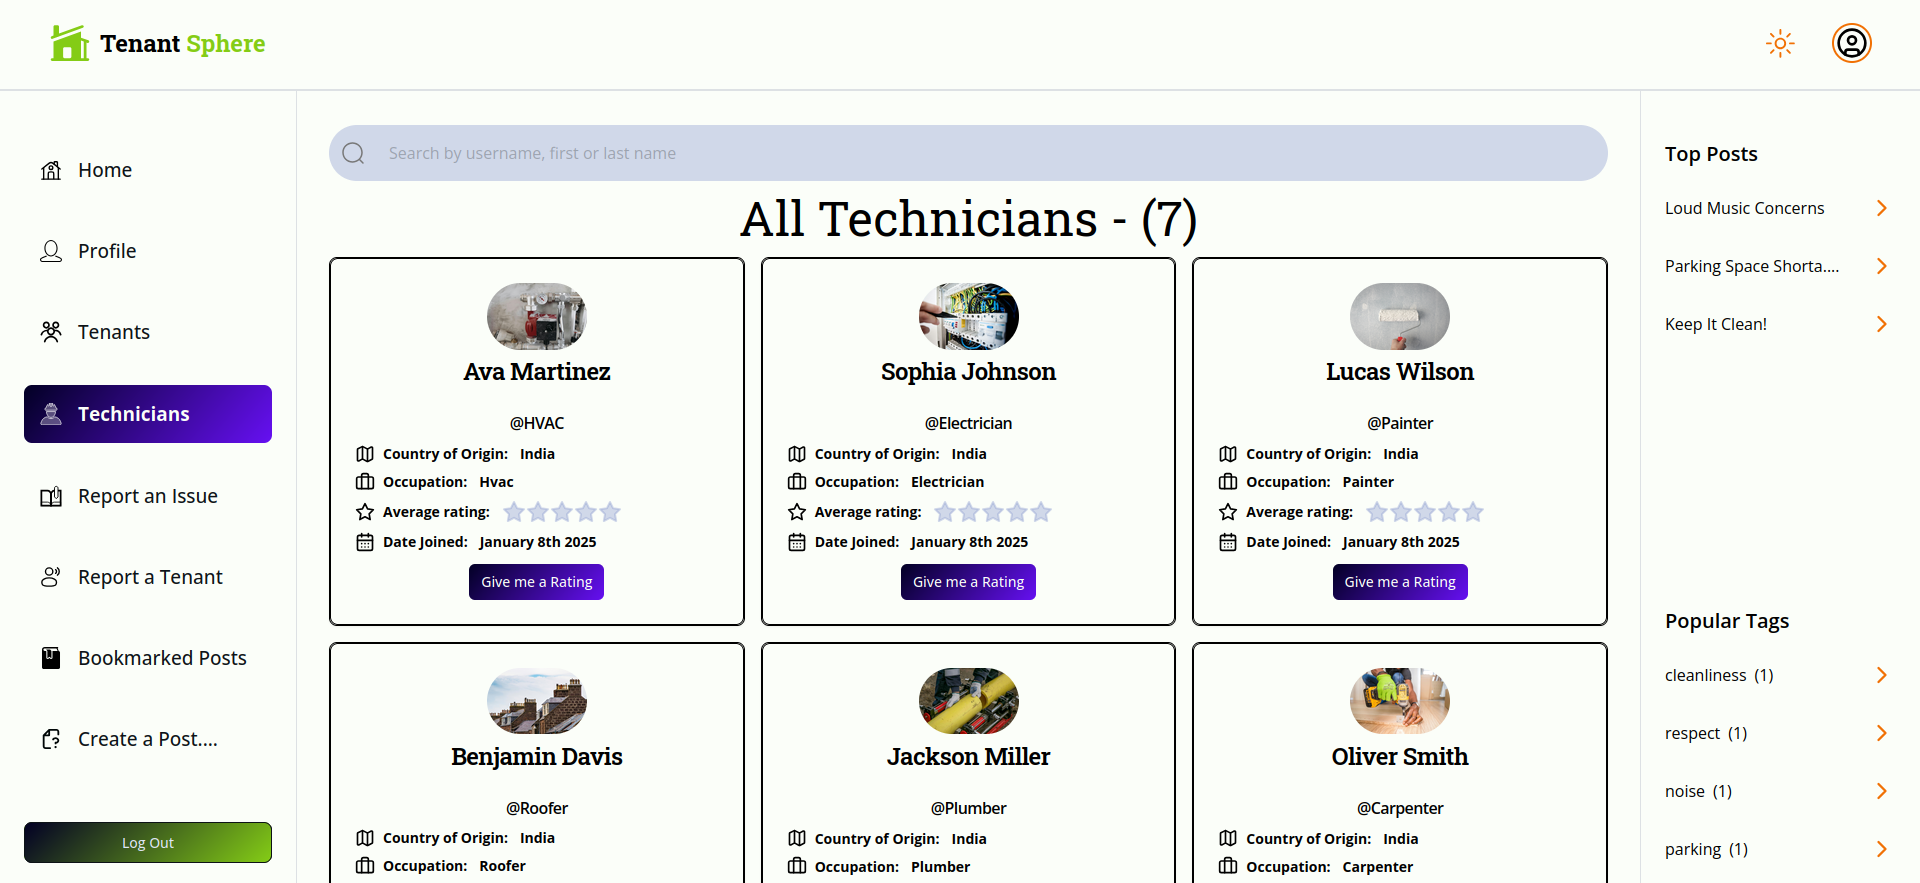 Tenant Sphere
Home
Profile
Tenants
Technicians
Report an Issue
Report a Tenant
Bookmarked Posts
Create a Post....
Log Out
Search by username, first or last name
All Technicians - (7)
Ava Martinez
@HVAC
Country of Origin: India
Occupation: Hvac
Average rating:
Date Joined: January 8th 2025
Give me a Rating
Sophia Johnson
@Electrician
Country of Origin: India
Occupation: Electrician
Average rating:
Date Joined: January 8th 2025
Give me a Rating
Lucas Wilson
@Painter
Country of Origin: India
Occupation: Painter
Average rating:
Date Joined: January 8th 2025
Give me a Rating
Benjamin Davis
@Roofer
Country of Origin: India
Occupation: Roofer
Jackson Miller
@Plumber
Country of Origin: India
Occupation: Plumber
Oliver Smith
@Carpenter
Country of Origin: India
Occupation: Carpenter
Top Posts
Loud Music Concerns
Parking Space Shorta....
Keep It Clean!
Popular Tags
cleanliness (1)
respect (1)
noise (1)
parking (1)